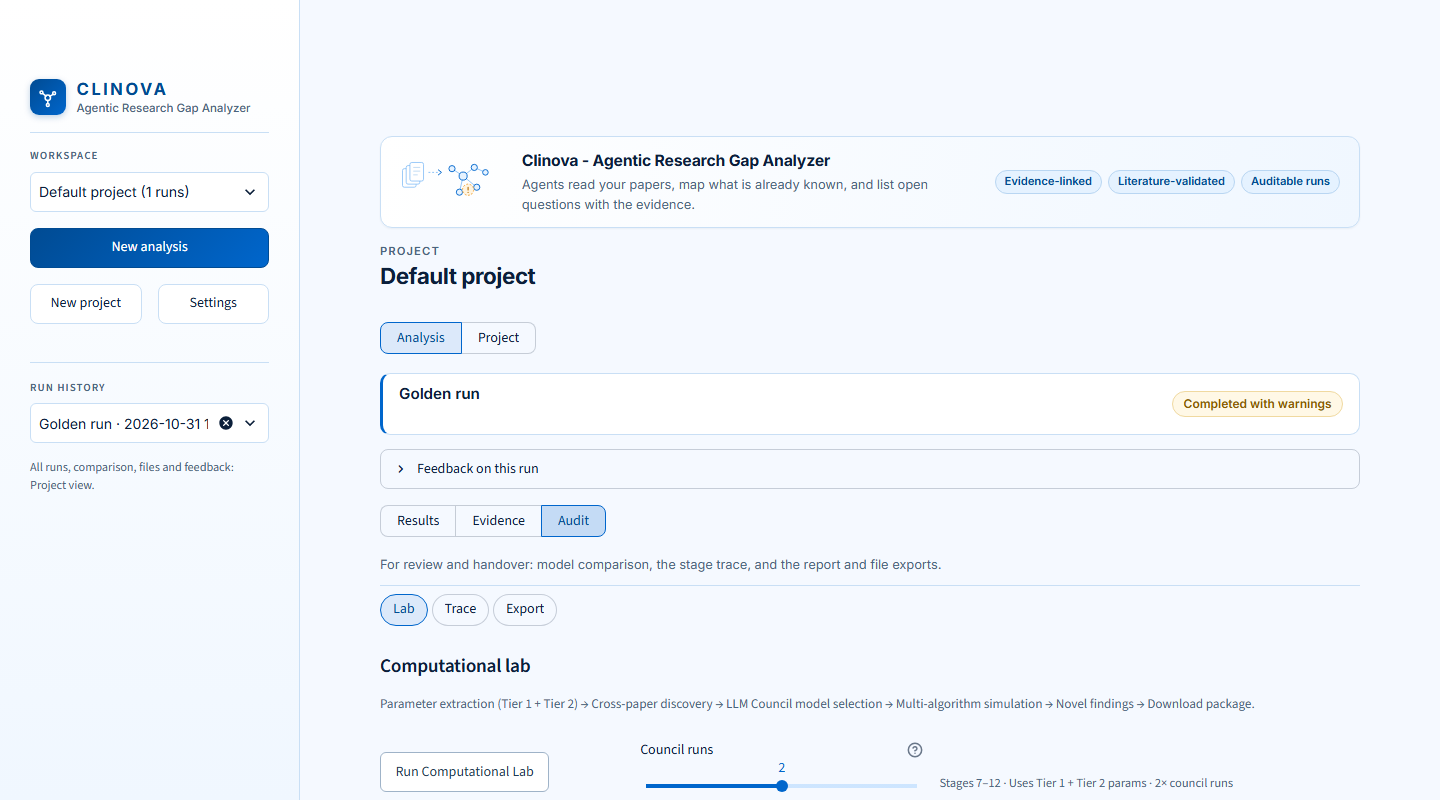 CLINOVA
Agentic Research Gap Analyzer
WORKSPACE
Default project (1 runs)
New analysis
New project
Settings
RUN HISTORY
Golden run · 2026-10-31 1
All runs, comparison, files and feedback:
Project view.
Clinova - Agentic Research Gap Analyzer
Agents read your papers, map what is already known, and list open
questions with the evidence.
Evidence-linked
Literature-validated
Auditable runs
PROJECT
Default project
Analysis
Project
Golden run
Completed with warnings
Feedback on this run
Results
Evidence
Audit
For review and handover: model comparison, the stage trace, and the report and file exports.
Lab
Trace
Export
Computational lab
Parameter extraction (Tier 1 + Tier 2) → Cross-paper discovery → LLM Council model selection → Multi-algorithm simulation → Novel findings → Download package.
Run Computational Lab
Council runs
2
Stages 7–12 · Uses Tier 1 + Tier 2 params · 2× council runs